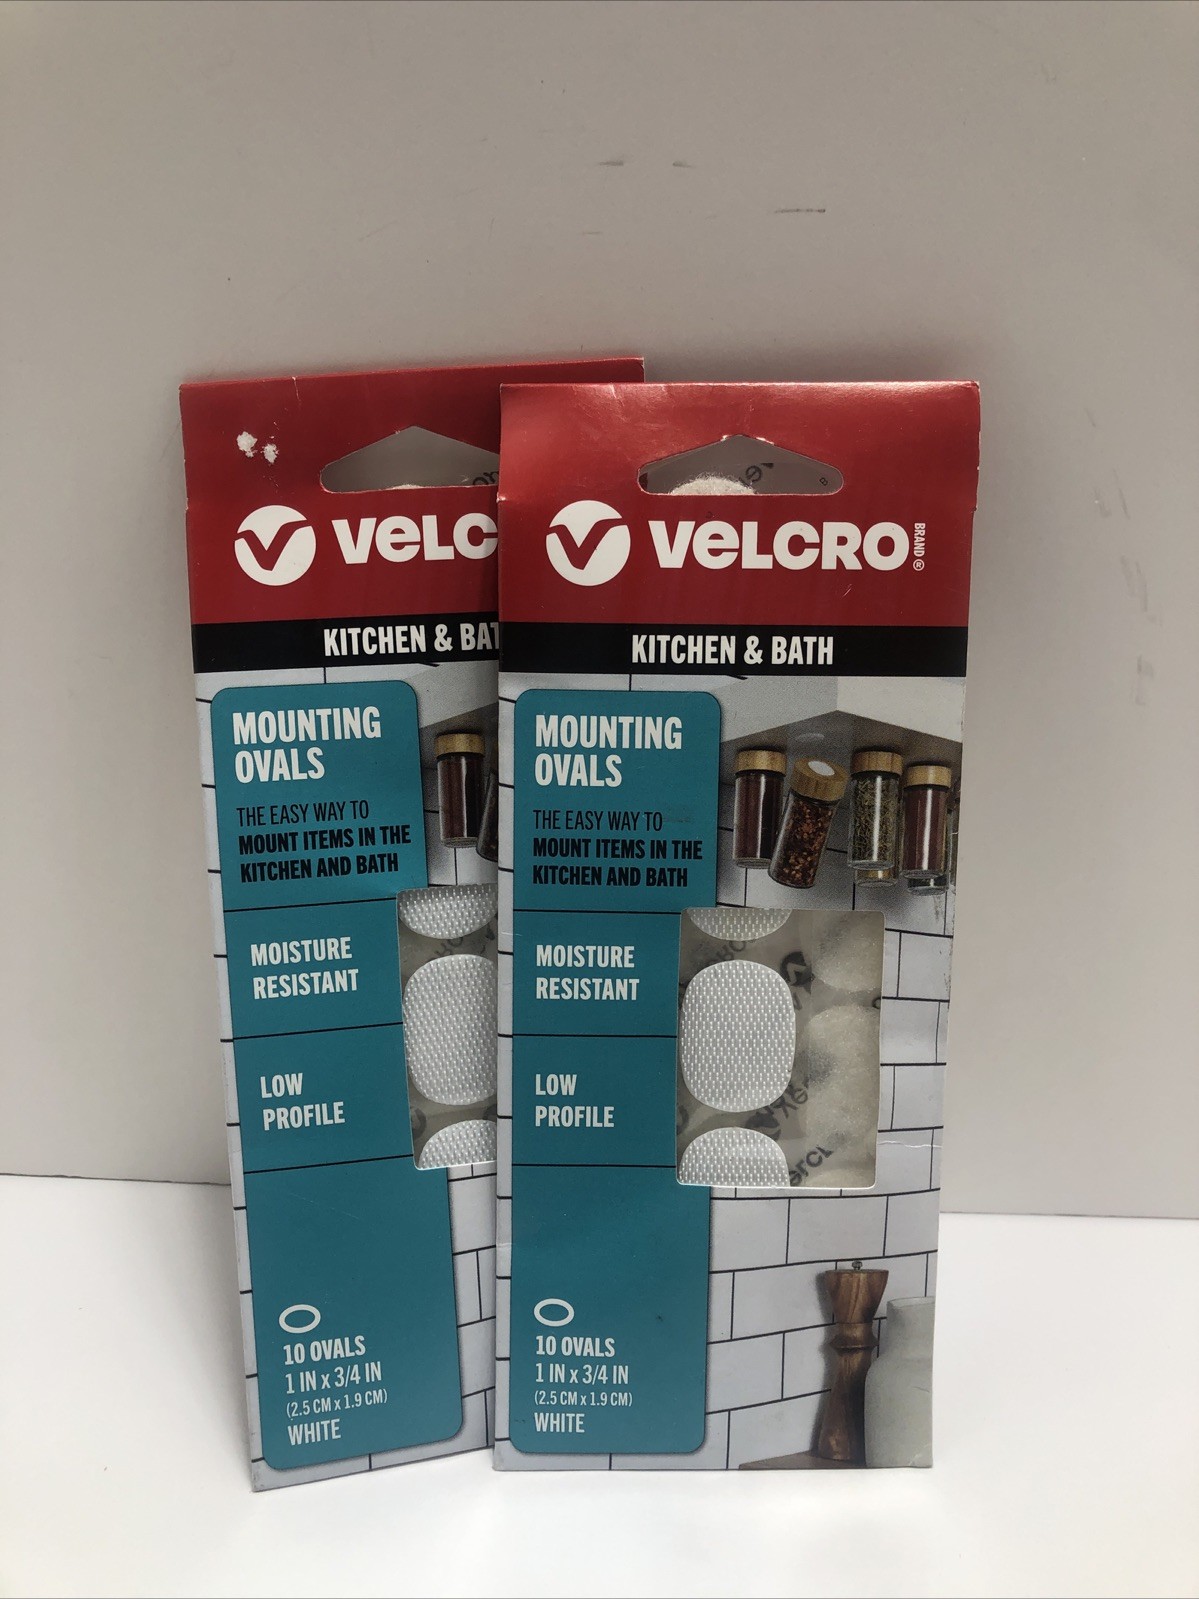 VELC
KITCHEN & BAT
MOUNTING
OVALS
THE EASY WAY TO
MOUNT ITEMS IN THE
KITCHEN AND BATH
MOISTURE
RESISTANT
LOW
PROFILE
10 OVALS
1 IN x 3/4 IN
(2.5 CM x 1.9 CM)
WHITE
VELCRO
BRAND ®
KITCHEN & BATH
MOUNTING
OVALS
THE EASY WAY TO
MOUNT ITEMS IN THE
KITCHEN AND BATH
MOISTURE
RESISTANT
LOW
PROFILE
10 OVALS
1 IN x 3/4 IN
(2.5 CM x 1.9 CM)
WHITE